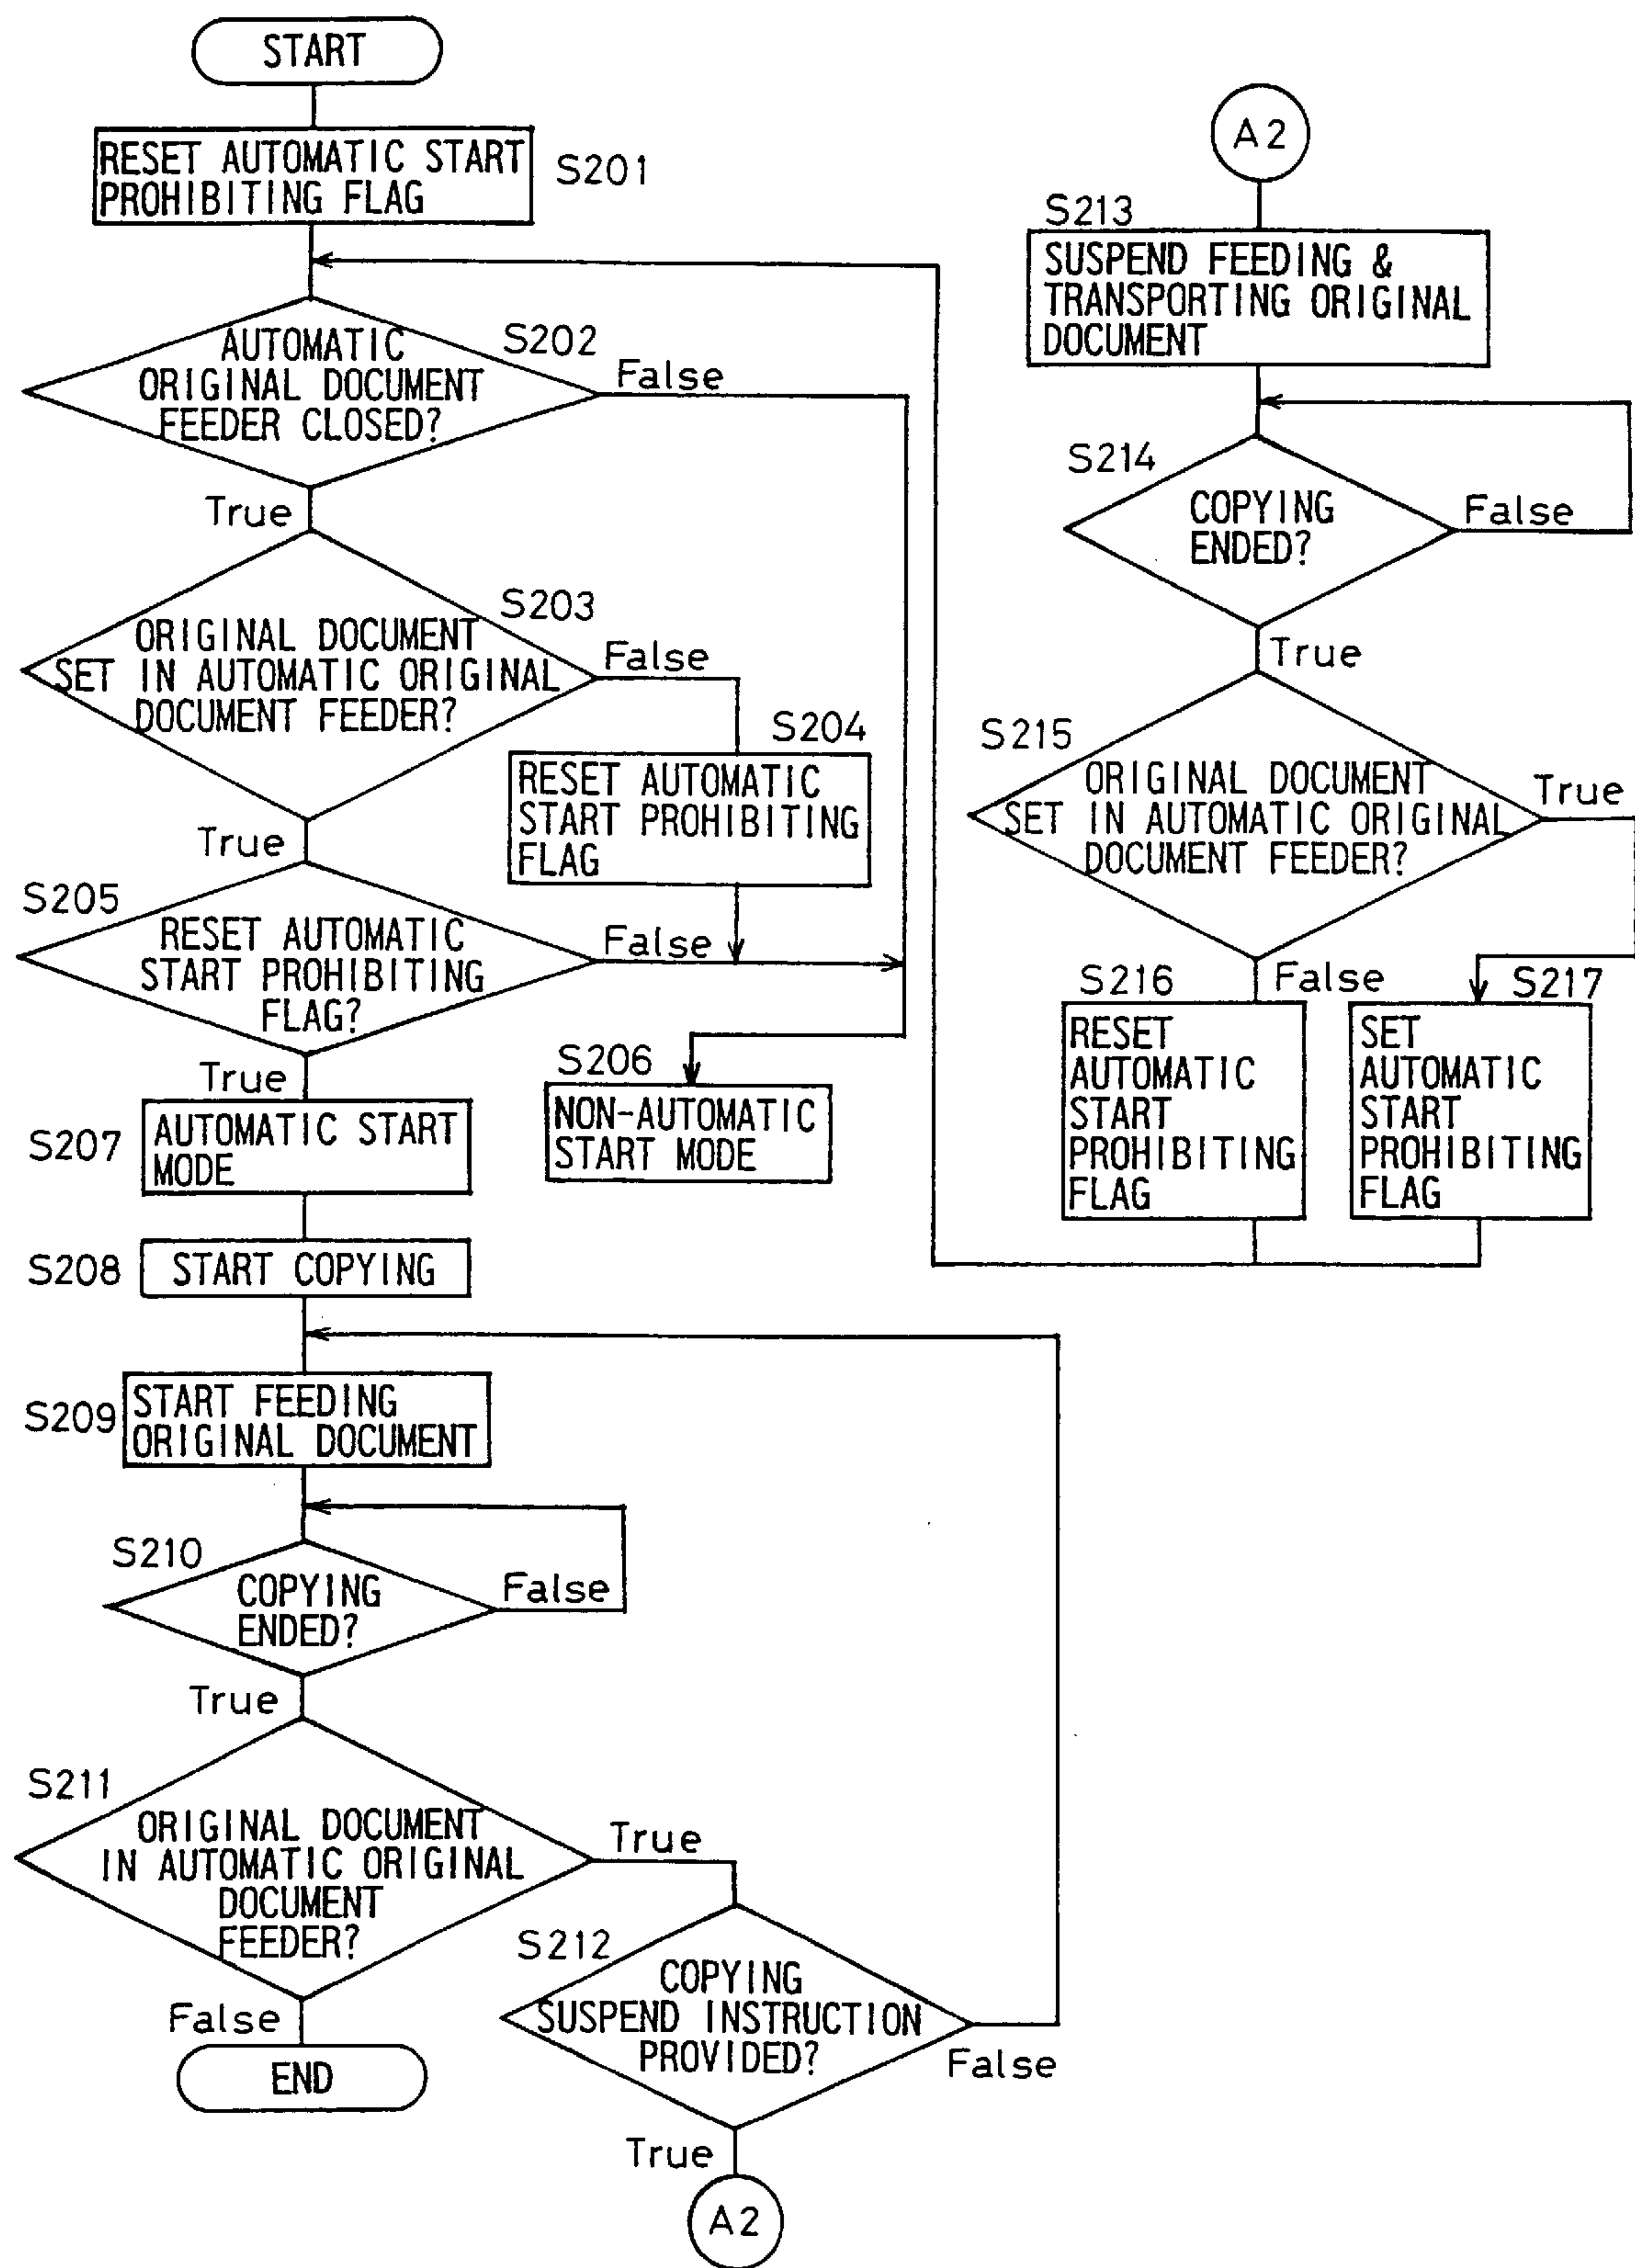 START
RESET AUTOMATIC START
PROHIBITING FLAG
S201
S202
AUTOMATIC
ORIGINAL DOCUMENT
FEEDER CLOSED?
False
True
S203
ORIGINAL DOCUMENT
SET IN AUTOMATIC ORIGINAL
DOCUMENT FEEDER?
False
S204
RESET AUTOMATIC
START PROHIBITING
FLAG
True
S205
RESET AUTOMATIC
START PROHIBITING
FLAG?
False
True
S206
NON-AUTOMATIC
START MODE
S207
AUTOMATIC START
MODE
S208
START COPYING
S209
START FEEDING
ORIGINAL DOCUMENT
S210
COPYING
ENDED?
False
True
S211
ORIGINAL DOCUMENT
IN AUTOMATIC ORIGINAL
DOCUMENT
FEEDER?
True
False
END
S212
COPYING
SUSPEND INSTRUCTION
PROVIDED?
False
True
A2
A2
S213
SUSPEND FEEDING &
TRANSPORTING ORIGINAL
DOCUMENT
S214
COPYING
ENDED?
False
True
S215
ORIGINAL DOCUMENT
SET IN AUTOMATIC ORIGINAL
DOCUMENT FEEDER?
True
False
S216
RESET
AUTOMATIC
START
PROHIBITING
FLAG
S217
SET
AUTOMATIC
START
PROHIBITING
FLAG